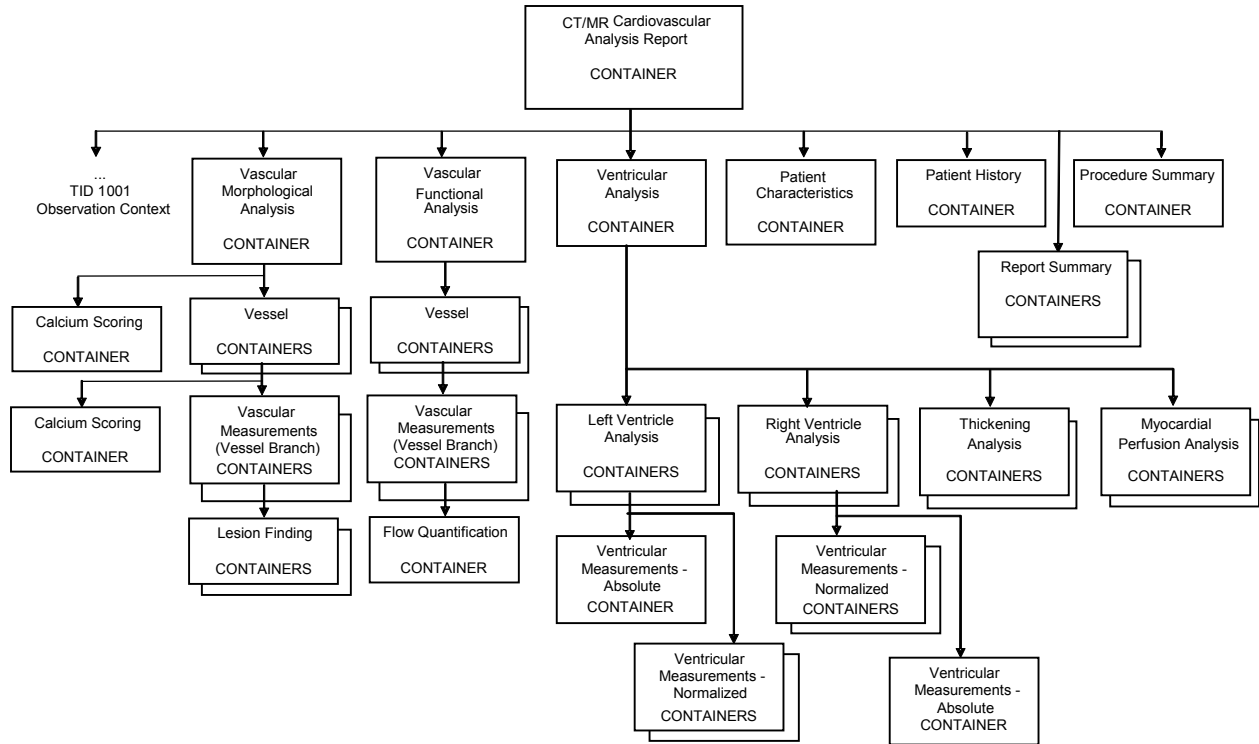 CT/MR Cardiovascular
Analysis Report
CONTAINER
...
TID 1001
Observation Context
Vascular
Morphological
Analysis
CONTAINER
Vascular
Functional
Analysis
CONTAINER
Ventricular
Analysis
CONTAINER
Patient
Characteristics
CONTAINER
Patient History
CONTAINER
Procedure Summary
CONTAINER
Report Summary
CONTAINERS
Calcium Scoring
CONTAINER
Vessel
CONTAINERS
Vessel
CONTAINERS
Calcium Scoring
CONTAINER
Vascular
Measurements
(Vessel Branch)
CONTAINERS
Vascular
Measurements
(Vessel Branch)
CONTAINERS
Left Ventricle
Analysis
CONTAINERS
Right Ventricle
Analysis
CONTAINERS
Thickening
Analysis
CONTAINERS
Myocardial
Perfusion Analysis
CONTAINERS
Lesion Finding
CONTAINERS
Flow Quantification
CONTAINER
Ventricular
Measurements -
Absolute
CONTAINER
Ventricular
Measurements -
Normalized
CONTAINERS
Ventricular
Measurements -
Normalized
CONTAINERS
Ventricular
Measurements -
Absolute
CONTAINER